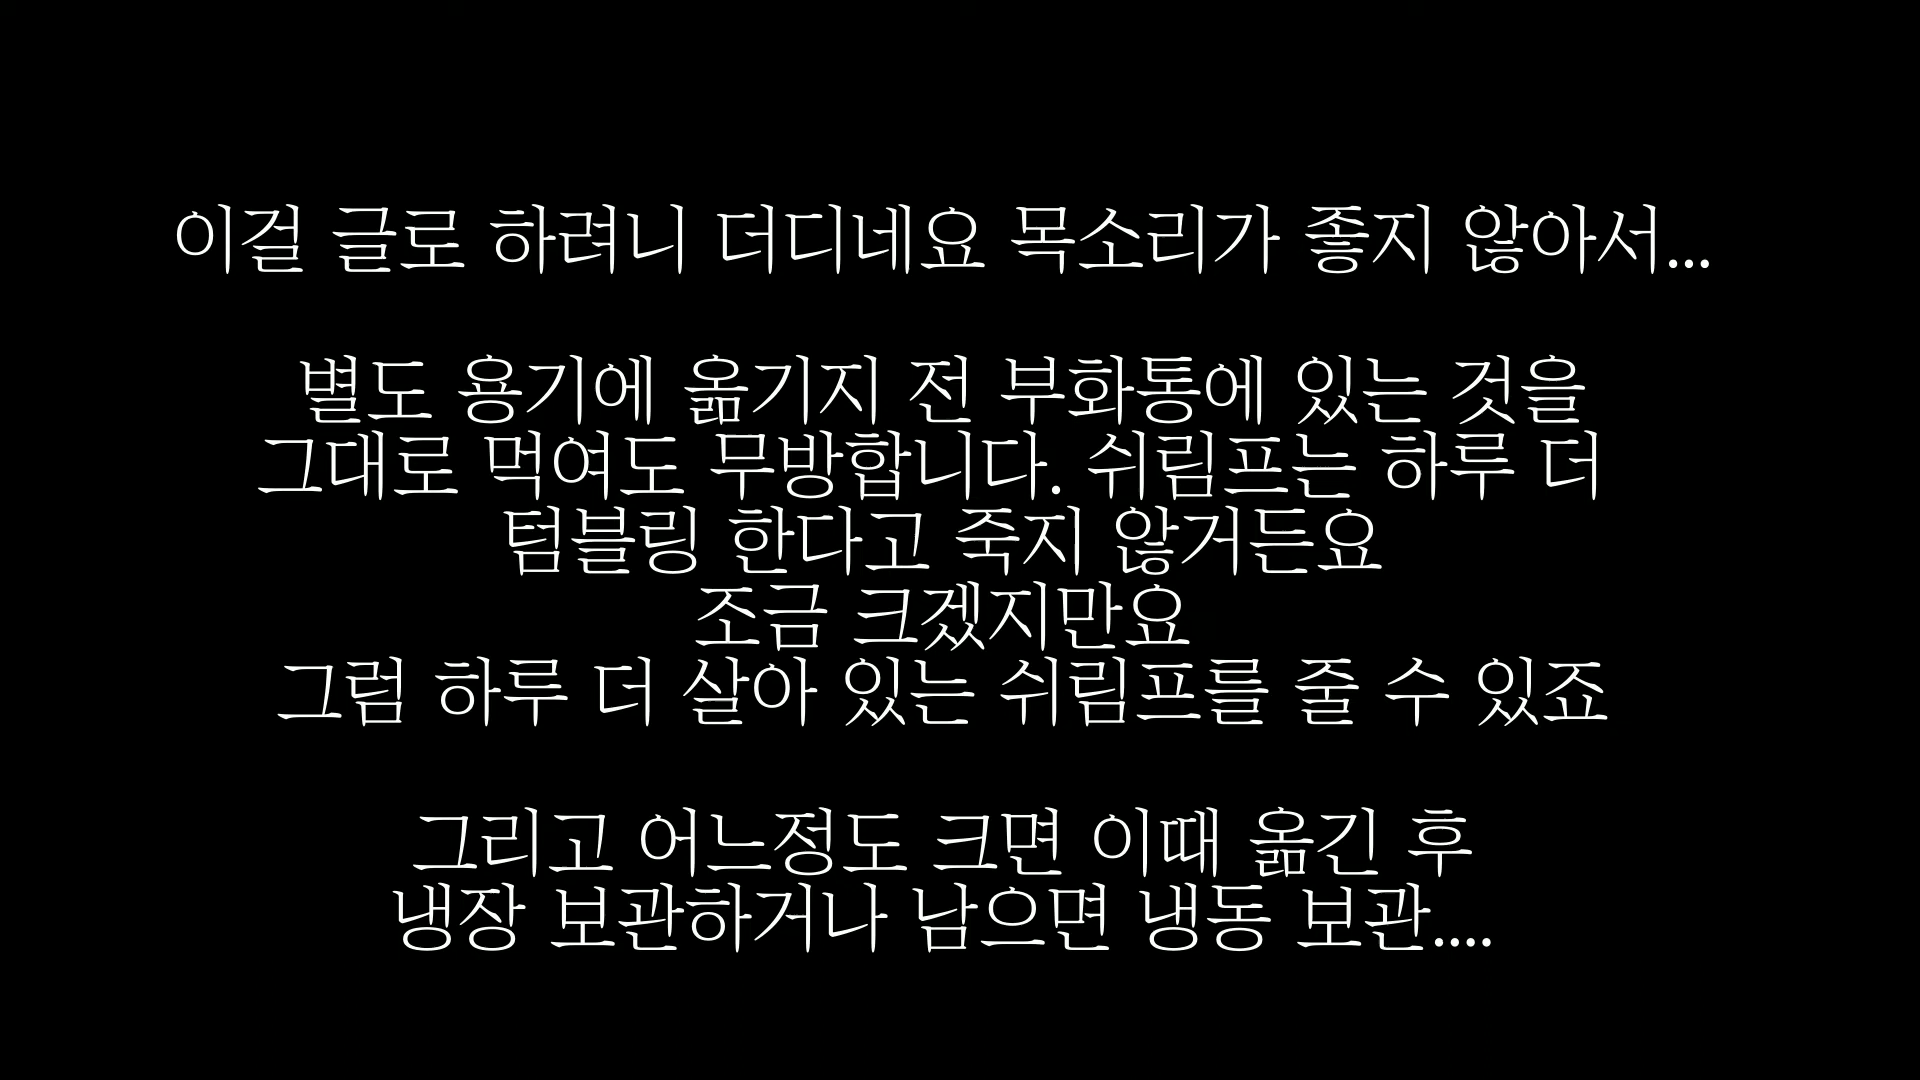 이걸 글로 하려니 더디네요 목소리가 좋지 않아서...
별도 용기에 옮기지 전 부화통에 있는 것을
그대로 먹여도 무방합니다. 쉬림프는 하루 더
텀블링 한다고 죽지 않거든요
조금 크겠지만요
그럼 하루 더 살아 있는 쉬림프를 줄 수 있죠
그리고 어느정도 크면 이때 옮긴 후
냉장 보관하거나 남으면 냉동 보관....